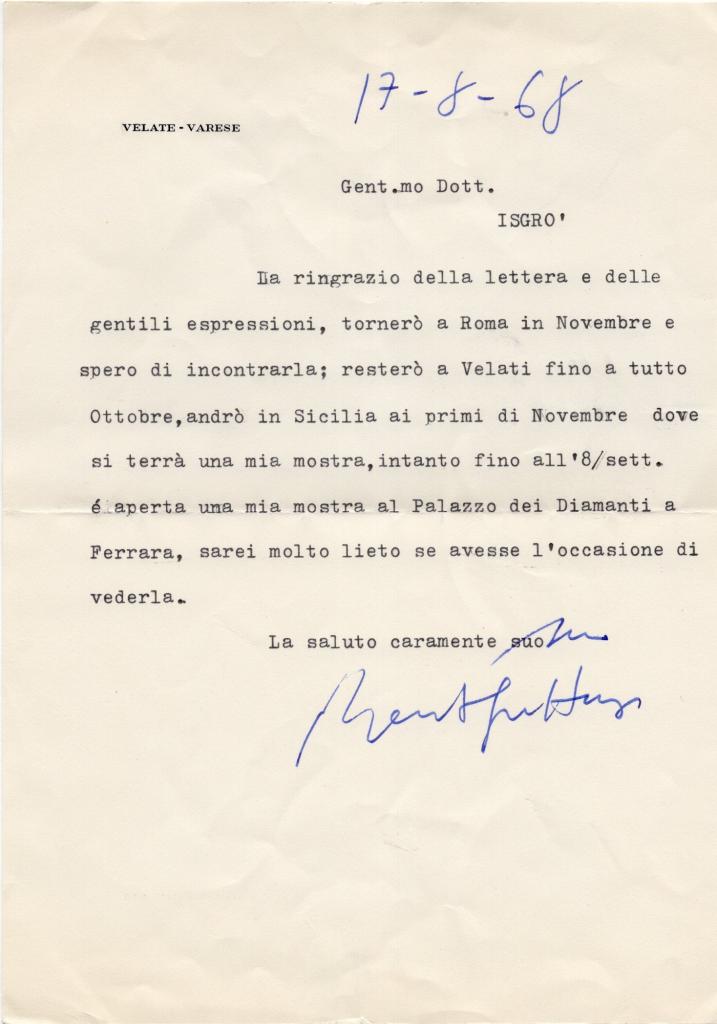 17-8-68
VELATE - VARESE
Gent.mo Dott.
ISGRO'
La ringrazio della lettera e delle
gentili espressioni, tornerò a Roma in Novembre e
spero di incontrarla; resterò a Velati fino a tutto
Ottobre,andrò in Sicilia ai primi di Novembre dove
si terrà una mia mostra,intanto fino all'8/sett.
é aperta una mia mostra al Palazzo dei Diamanti a
Ferrara, sarei molto lieto se avesse l'occasione di
vederla.
La saluto caramente suo